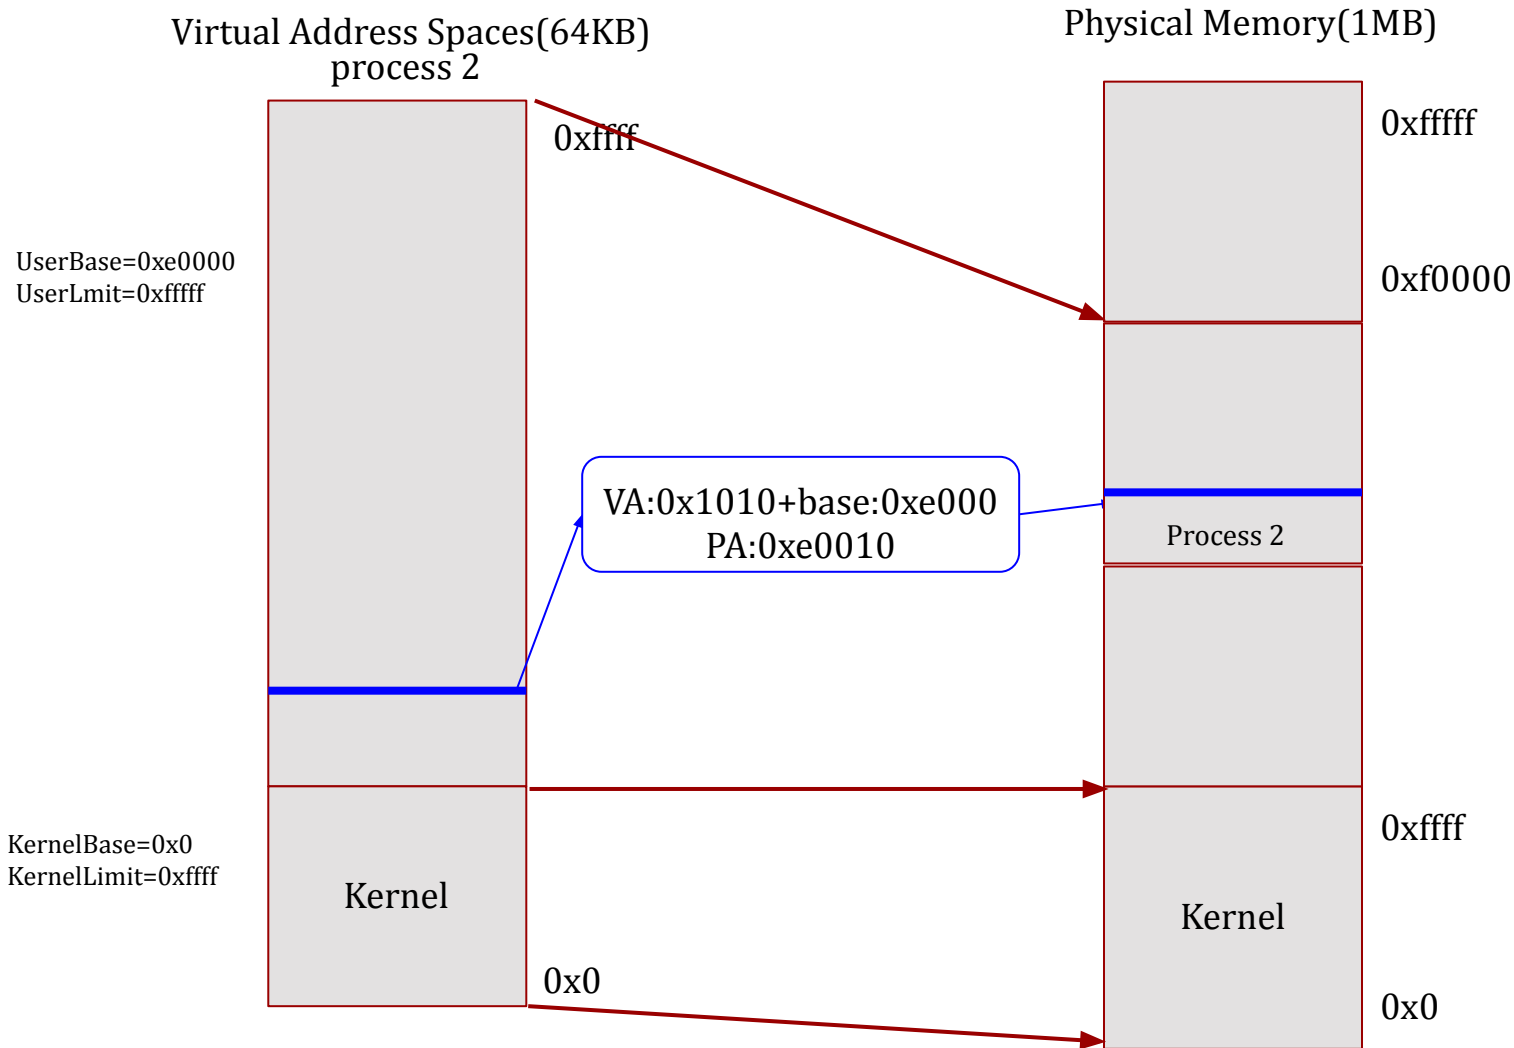 Virtual Address Spaces(64KB)
process 2
Physical Memory(1MB)
0xffff
0xfffff
UserBase=0xe0000
UserLmit=0xfffff
0xf0000
VA:0x1010+base:0xe000
PA:0xe0010
Process 2
KernelBase=0x0
KernelLimit=0xffff
0xffff
Kernel
Kernel
0x0
0x0